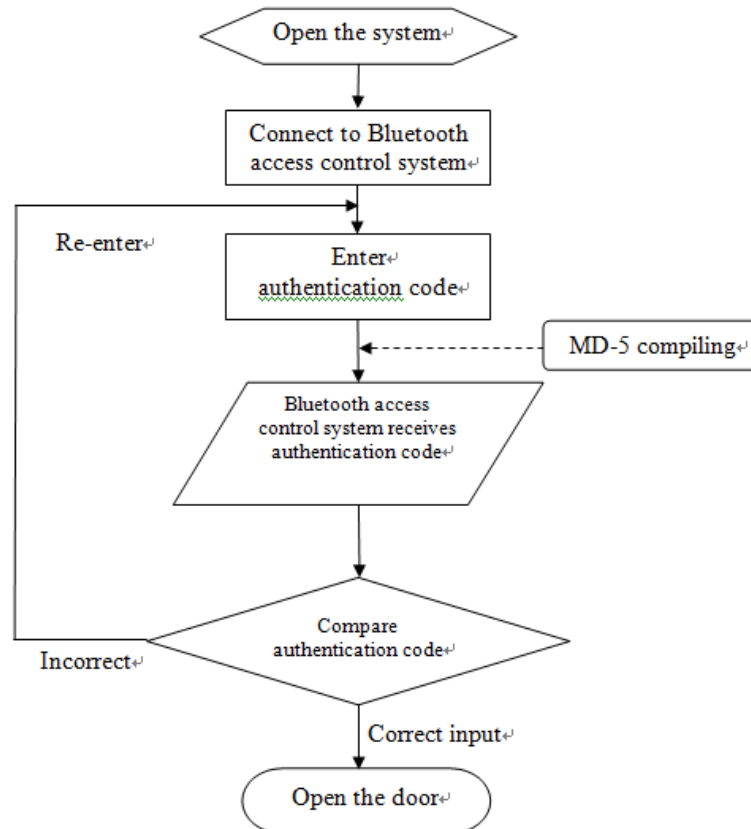 Open the system↵
Connect to Bluetooth
access control system↵
Re-enter↵
Enter↵
authentication code↵
MD-5 compiling↵
Bluetooth access
control system receives
authentication code↵
Compare
authentication code↵
Incorrect↵
Correct input↵
Open the door↵